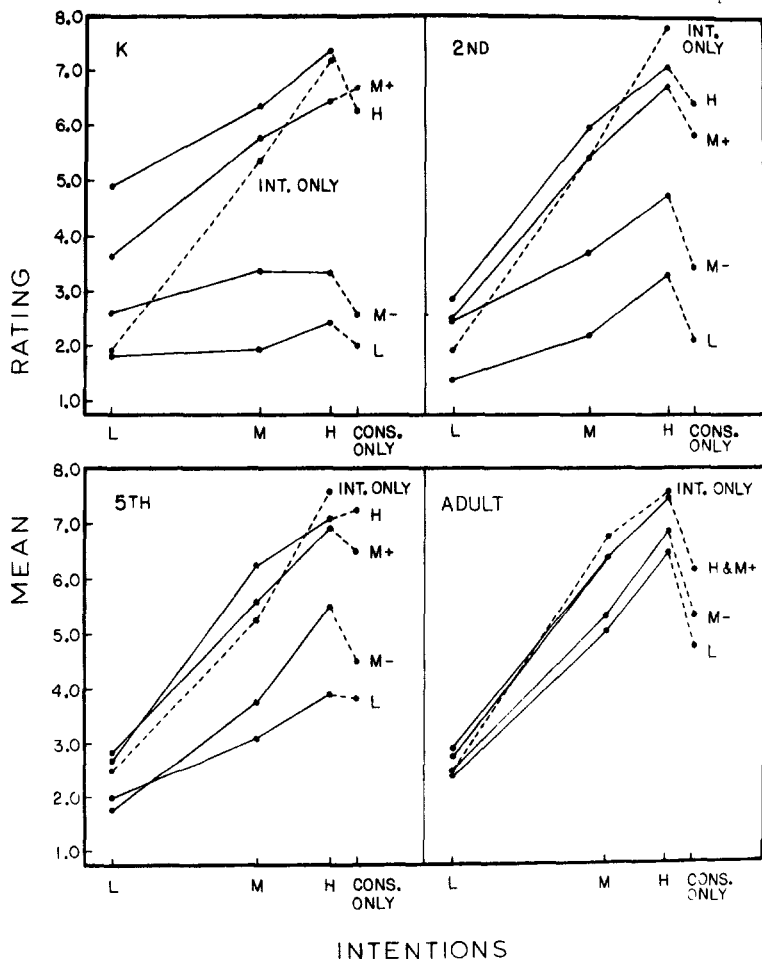 8.0
7.0
6.0
5.0
4.0
3.0
2.0
1.0
K
M+
H
INT. ONLY
M-
L
L
M
H
CONS.
ONLY
2ND
INT.
ONLY
H
M+
M-
L
L
M
H
CONS.
ONLY
RATING
8.0
7.0
6.0
5.0
4.0
3.0
2.0
1.0
5TH
INT. ONLY
H
M+
M-
L
L
M
H
CONS.
ONLY
ADULT
INT. ONLY
H & M+
M-
L
L
M
H
CONS.
ONLY
MEAN
INTENTIONS